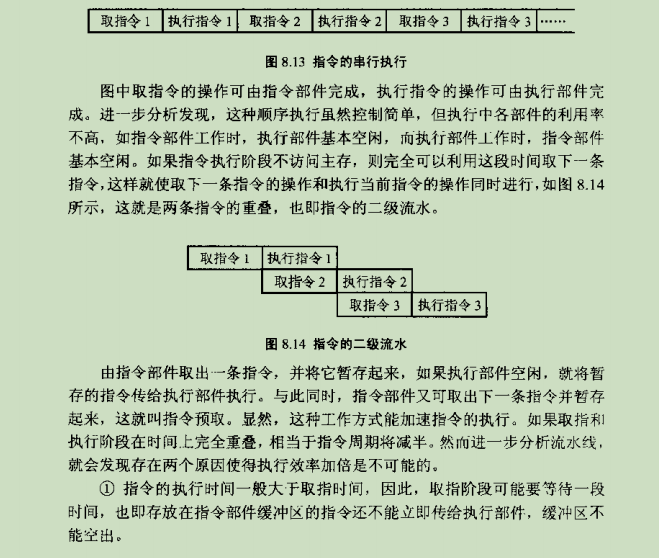 取指令 1 执行指令 1 取指令 2 执行指令 2 取指令 3 执行指令 3 ……
图 8.13 指令的串行执行
图中取指令的操作可由指令部件完成，执行指令的操作可由执行部件完
成。进一步分析发现，这种顺序执行虽然控制简单，但执行中各部件的利用率
不高，如指令部件工作时，执行部件基本空闲，而执行部件工作时，指令部件
基本空闲。如果指令执行阶段不访问主存，则完全可以利用这段时间取下一条
指令，这样就使取下一条指令的操作和执行当前指令的操作同时进行，如图 8.14
所示，这就是两条指令的重叠，也即指令的二级流水。
取指令 1 执行指令 1
取指令 2 执行指令 2
取指令 3 执行指令 3
图 8.14 指令的二级流水
由指令部件取出一条指令，并将它暂存起来，如果执行部件空闲，就将暂
存的指令传给执行部件执行。与此同时，指令部件又可取出下一条指令并暂存
起来，这就叫指令预取。显然，这种工作方式能加速指令的执行。如果取指和
执行阶段在时间上完全重叠，相当于指令周期将减半。然而进一步分析流水线，
就会发现存在两个原因使得执行效率加倍是不可能的。
① 指令的执行时间一般大于取指时间，因此，取指阶段可能要等待一段
时间，也即存放在指令部件缓冲区的指令还不能立即传给执行部件，缓冲区不
能空出。